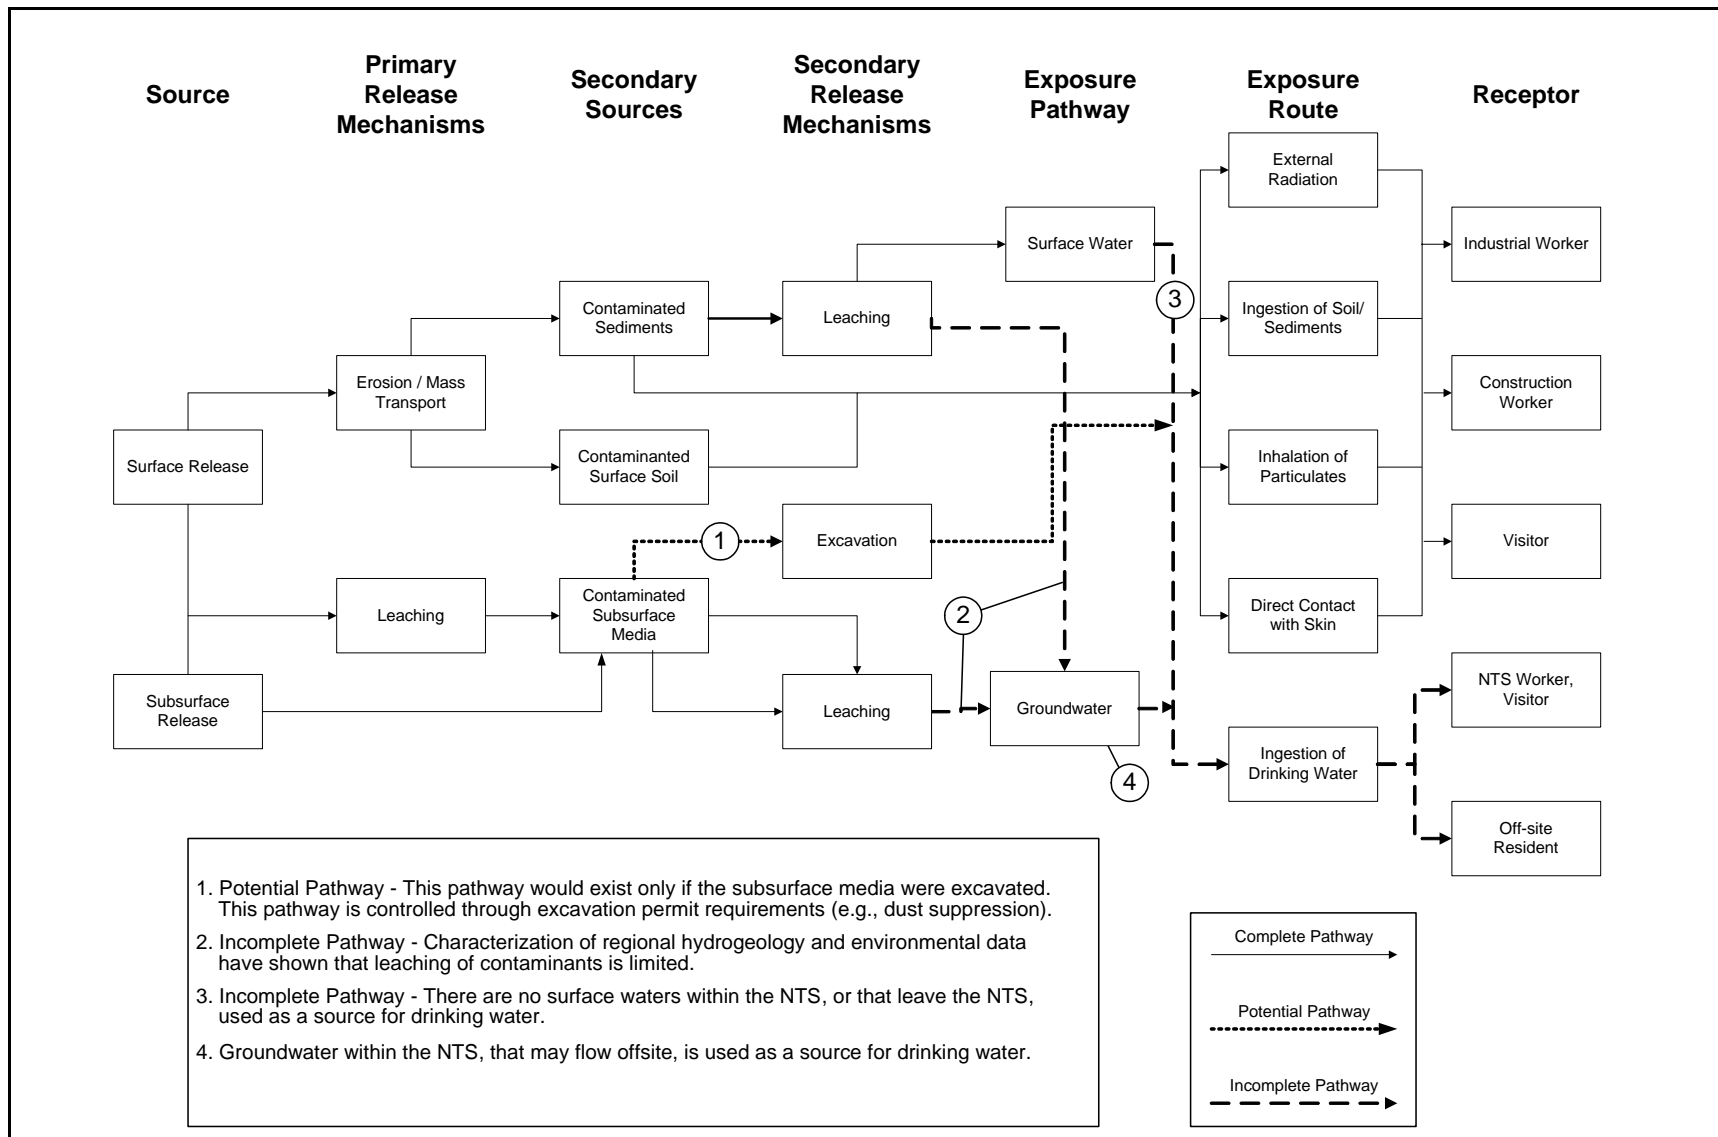 Source
Primary
Release
Mechanisms
Secondary
Sources
Secondary
Release
Mechanisms
Exposure
Pathway
Exposure
Route
Receptor
External
Radiation
Surface Water
Industrial Worker
3
Contaminated
Sediments
Leaching
Ingestion of Soil/
Sediments
Erosion / Mass
Transport
Construction
Worker
Surface Release
Contaminanted
Surface Soil
Inhalation of
Particulates
1
Excavation
Visitor
Leaching
Contaminated
Subsurface
Media
2
Direct Contact
with Skin
Subsurface
Release
Leaching
Groundwater
NTS Worker,
Visitor
4
Ingestion of
Drinking Water
Off-site
Resident
1. Potential Pathway - This pathway would exist only if the subsurface media were excavated.
This pathway is controlled through excavation permit requirements (e.g., dust suppression).
2. Incomplete Pathway - Characterization of regional hydrogeology and environmental data
have shown that leaching of contaminants is limited.
3. Incomplete Pathway - There are no surface waters within the NTS, or that leave the NTS,
used as a source for drinking water.
4. Groundwater within the NTS, that may flow offsite, is used as a source for drinking water.
Complete Pathway
Potential Pathway
Incomplete Pathway